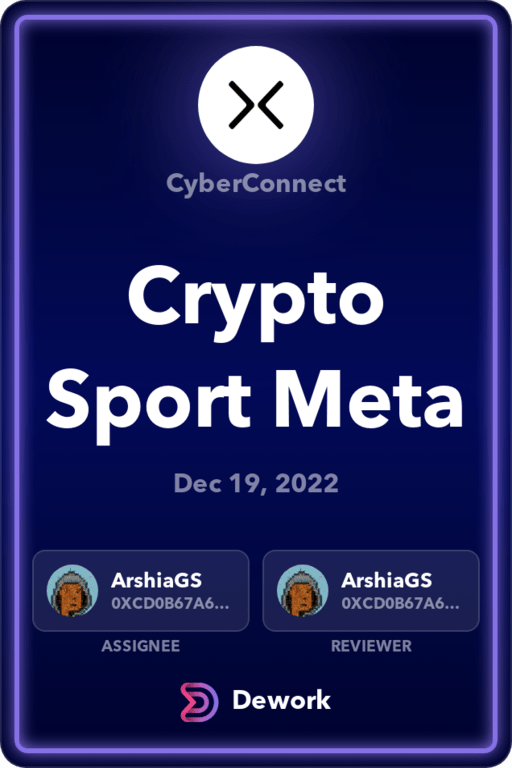 CyberConnect
Crypto
Sport Meta
Dec 19, 2022
ArshiaGS
0XCD0B67A6...
ASSIGNEE
ArshiaGS
0XCD0B67A6...
REVIEWER
Dework